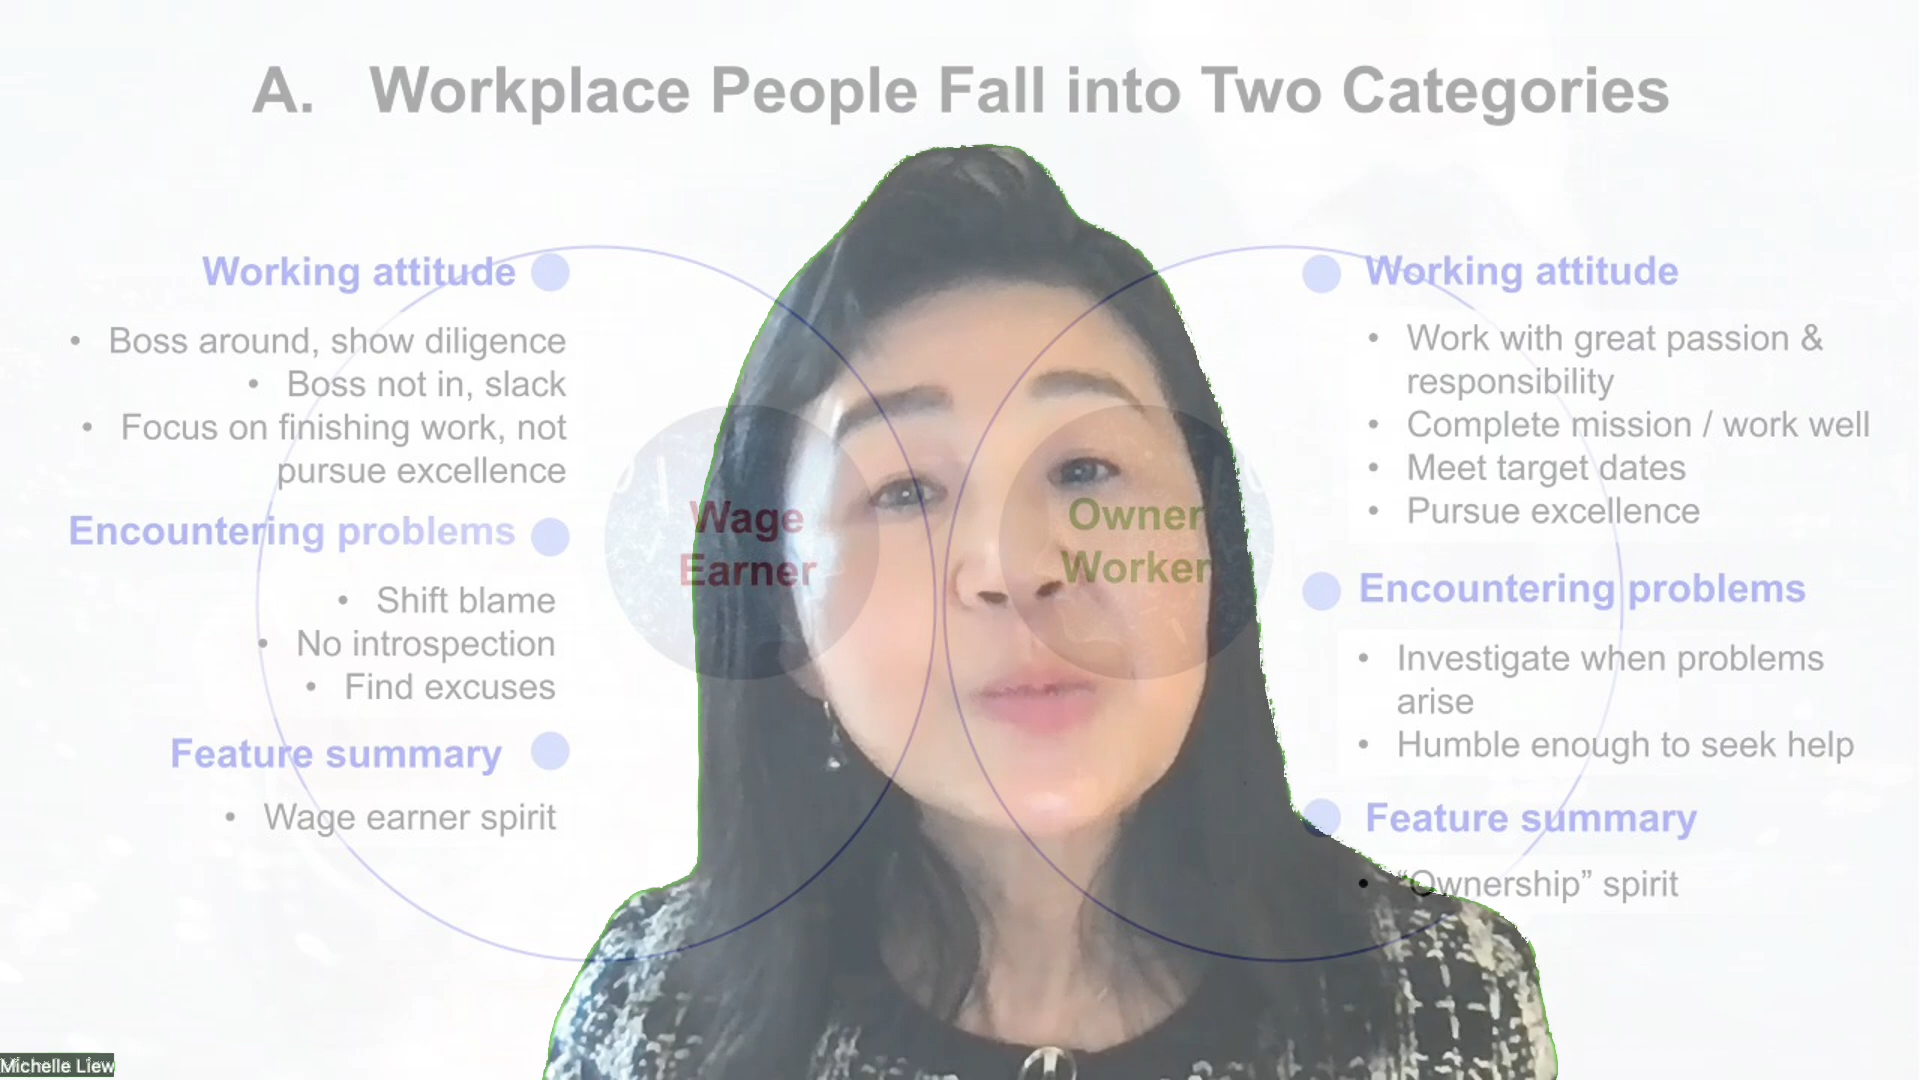 A. Workplace People Fall into Two Categories
Working attitude
• Boss around, show diligence
• Boss not in, slack
• Focus on finishing work, not
pursue excellence
Encountering problems
• Shift blame
• No introspection
• Find excuses
Feature summary
• Wage earner spirit
Wage
Earner
Owner
Worker
Working attitude
• Work with great passion &
responsibility
• Complete mission / work well
• Meet target dates
• Pursue excellence
Encountering problems
• Investigate when problems
arise
• Humble enough to seek help
Feature summary
• “Ownership” spirit
Michelle Liew